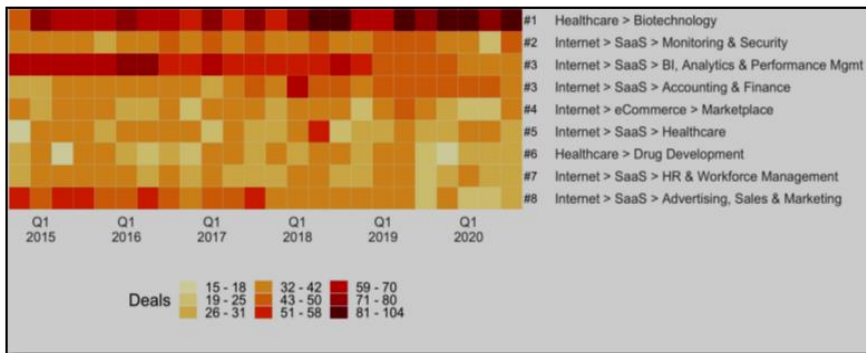 #1 Healthcare > Biotechnology
#2 Internet > SaaS > Monitoring & Security
#3 Internet > SaaS > BI, Analytics & Performance Mgmt
#3 Internet > SaaS > Accounting & Finance
#4 Internet > eCommerce > Marketplace
#5 Internet > SaaS > Healthcare
#6 Healthcare > Drug Development
#7 Internet > SaaS > HR & Workforce Management
#8 Internet > SaaS > Advertising, Sales & Marketing
Q1 Q1 Q1 Q1 Q1 Q1
2015 2016 2017 2018 2019 2020
15 - 18 32 - 42 59 - 70
Deals 19 - 25 43 - 50 71 - 80
26 - 31 51 - 58 81 - 104